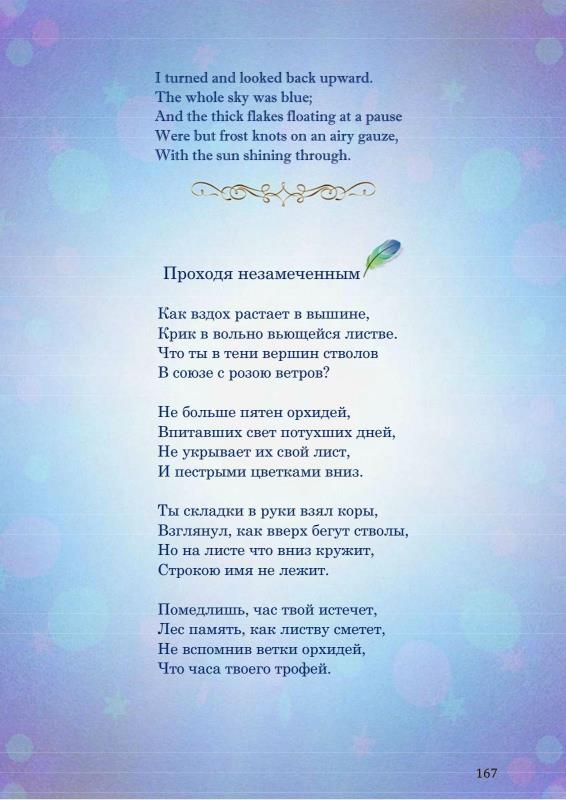 I turned and looked back upward.
The whole sky was blue;
And the thick flakes floating at a pause
Were but frost knots on an airy gauze,
With the sun shining through.
Проходя незамеченным
Как вздох растает в вышине,
Крик в вольно вьющейся листве.
Что ты в тени вершин стволов
В союзе с розою ветров?
Не больше пятен орхидей,
Впитавших свет потухших дней,
Не укрывает их свой лист,
И пестрыми цветками вниз.
Ты складки в руки взял коры,
Взглянул, как вверх бегут стволы,
Но на листе что вниз кружит,
Строкою имя не лежит.
Помедлишь, час твой истечет,
Лес память, как листву сметет,
Не вспомнив ветки орхидей,
Что часа твоего трофей.
167